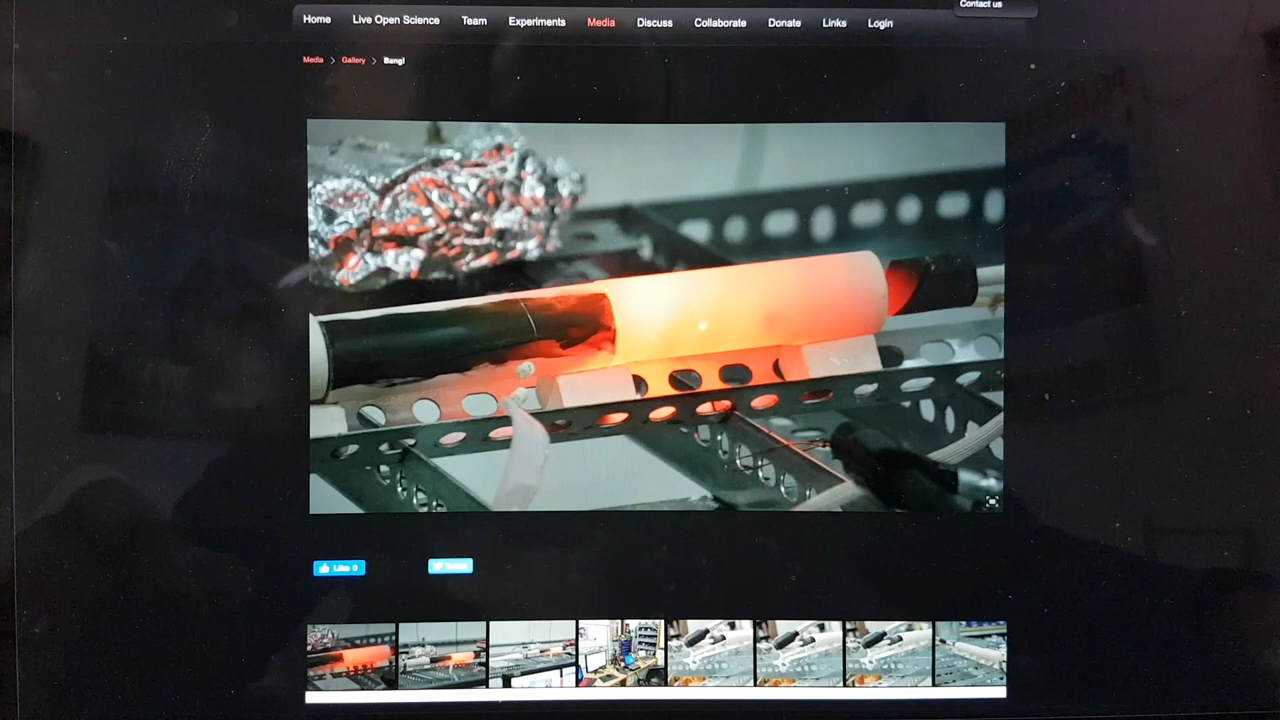 Contact us
Home Live Open Science Team Experiments Media Discuss Collaborate Donate Links Login
Media > Gallery > Bang!
Like 0
Tweet